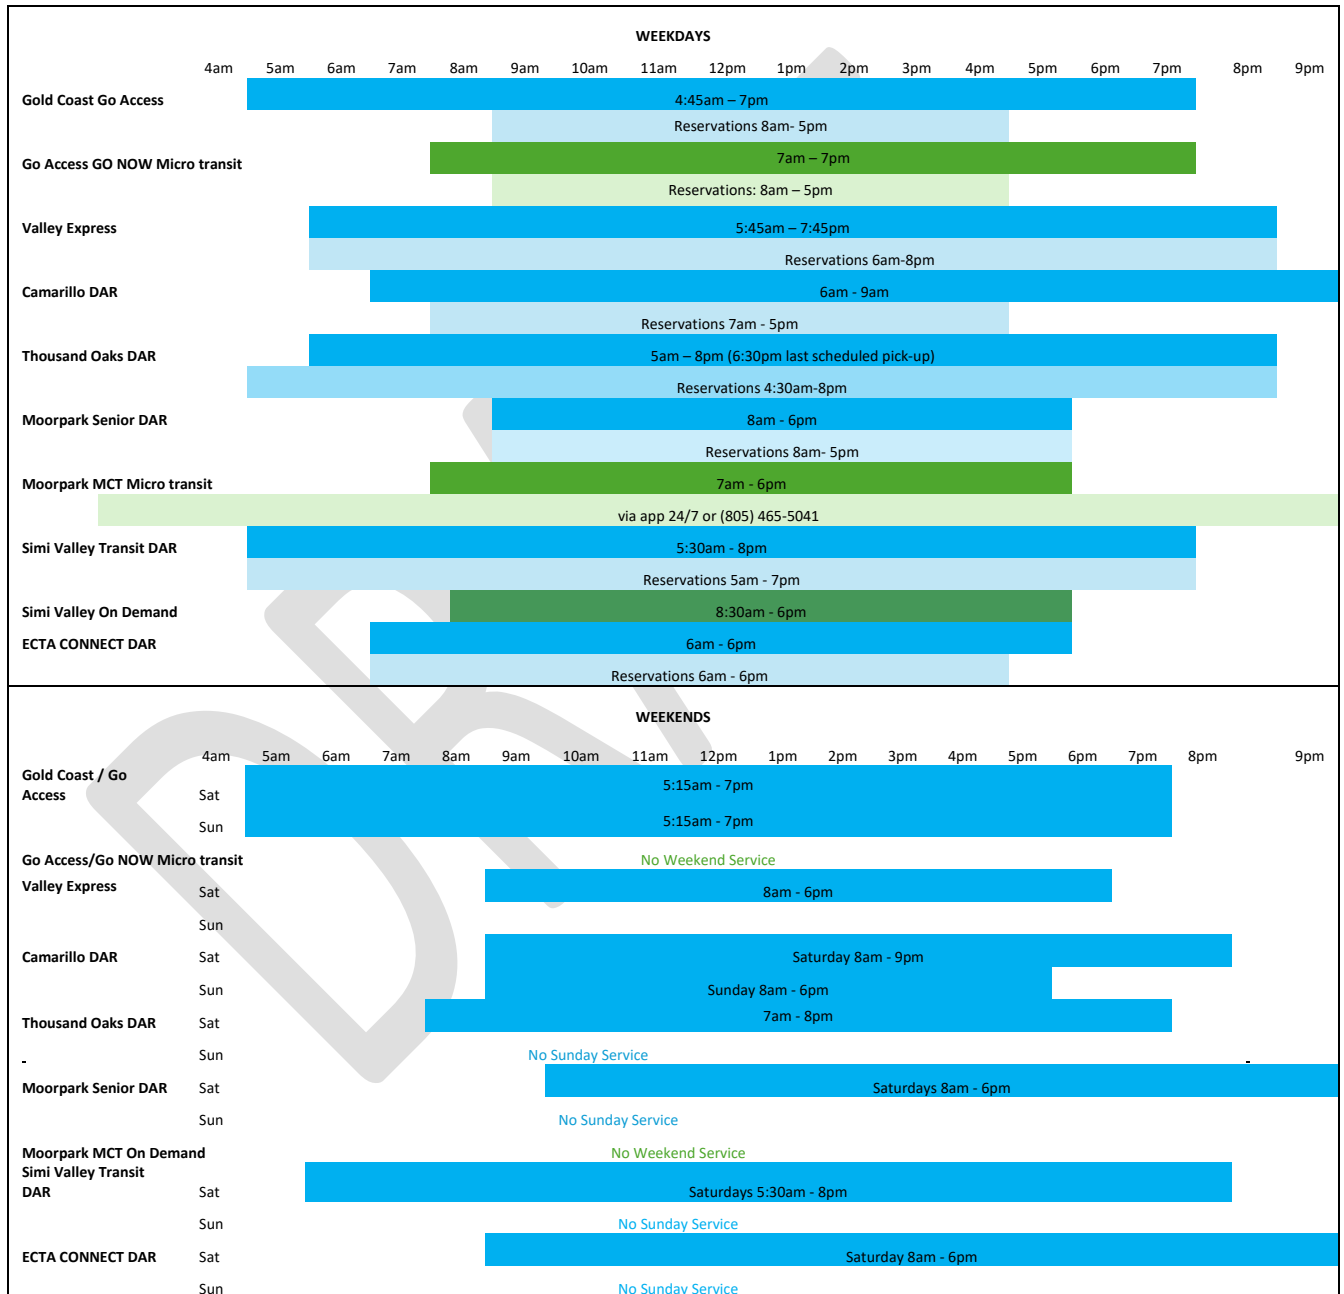 WEEKDAYS
4am 5am 6am 7am 8am 9am 10am 11am 12pm 1pm 2pm 3pm 4pm 5pm 6pm 7pm 8pm 9pm
Gold Coast Go Access 4:45am – 7pm
Reservations 8am- 5pm
Go Access GO NOW Micro transit 7am – 7pm
Reservations: 8am – 5pm
Valley Express 5:45am – 7:45pm
Reservations 6am-8pm
Camarillo DAR 6am - 9am
Reservations 7am - 5pm
Thousand Oaks DAR 5am – 8pm (6:30pm last scheduled pick-up)
Reservations 4:30am-8pm
Moorpark Senior DAR 8am - 6pm
Reservations 8am- 5pm
Moorpark MCT Micro transit 7am - 6pm
via app 24/7 or (805) 465-5041
Simi Valley Transit DAR 5:30am - 8pm
Reservations 5am - 7pm
Simi Valley On Demand 8:30am - 6pm
ECTA CONNECT DAR 6am - 6pm
Reservations 6am - 6pm
WEEKENDS
4am 5am 6am 7am 8am 9am 10am 11am 12pm 1pm 2pm 3pm 4pm 5pm 6pm 7pm 8pm 9pm
Gold Coast / Go
Access Sat 5:15am - 7pm
Sun 5:15am - 7pm
Go Access/Go NOW Micro transit No Weekend Service
Valley Express Sat 8am - 6pm
Sun
Camarillo DAR Sat Saturday 8am - 9pm
Sun Sunday 8am - 6pm
Thousand Oaks DAR Sat 7am - 8pm
- Sun No Sunday Service -
Moorpark Senior DAR Sat Saturdays 8am - 6pm
Sun No Sunday Service
Moorpark MCT On Demand No Weekend Service
Simi Valley Transit
DAR Sat Saturdays 5:30am - 8pm
Sun No Sunday Service
ECTA CONNECT DAR Sat Saturday 8am - 6pm
Sun No Sunday Service